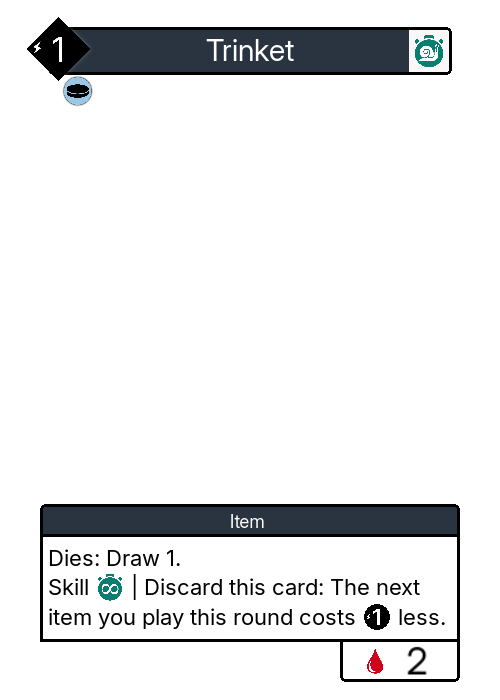 1
Trinket
Item
Dies: Draw 1.
Skill | Discard this card: The next
item you play this round costs 1 less.
2